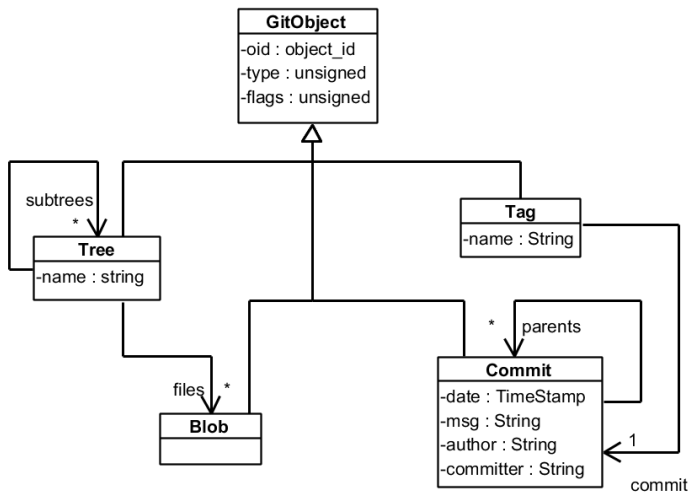 GitObject
-oid : object_id
-type : unsigned
-flags : unsigned
subtrees
*
Tree
-name : string
Tag
-name : String
* parents
files *
Blob
Commit
-date : TimeStamp
-msg : String
-author : String
-committer : String
1
commit